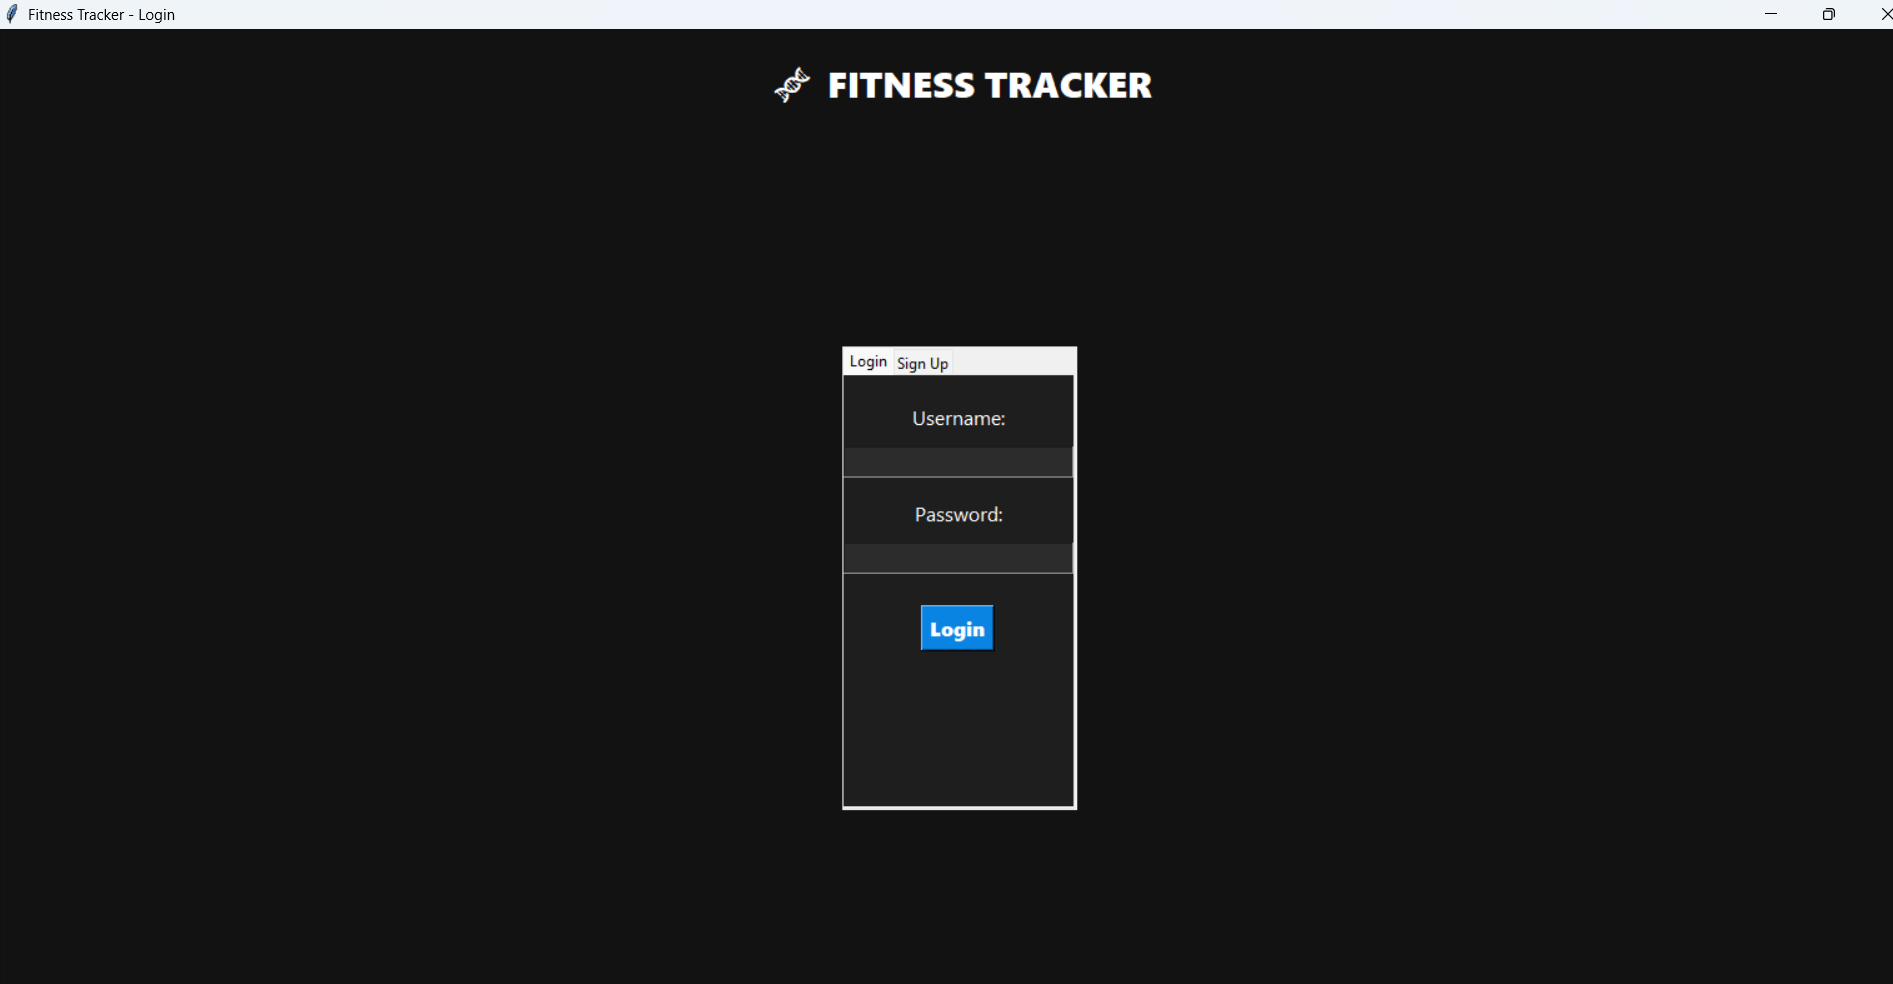 Fitness Tracker - Login
FITNESS TRACKER
Login Sign Up
Username:
Password:
Login